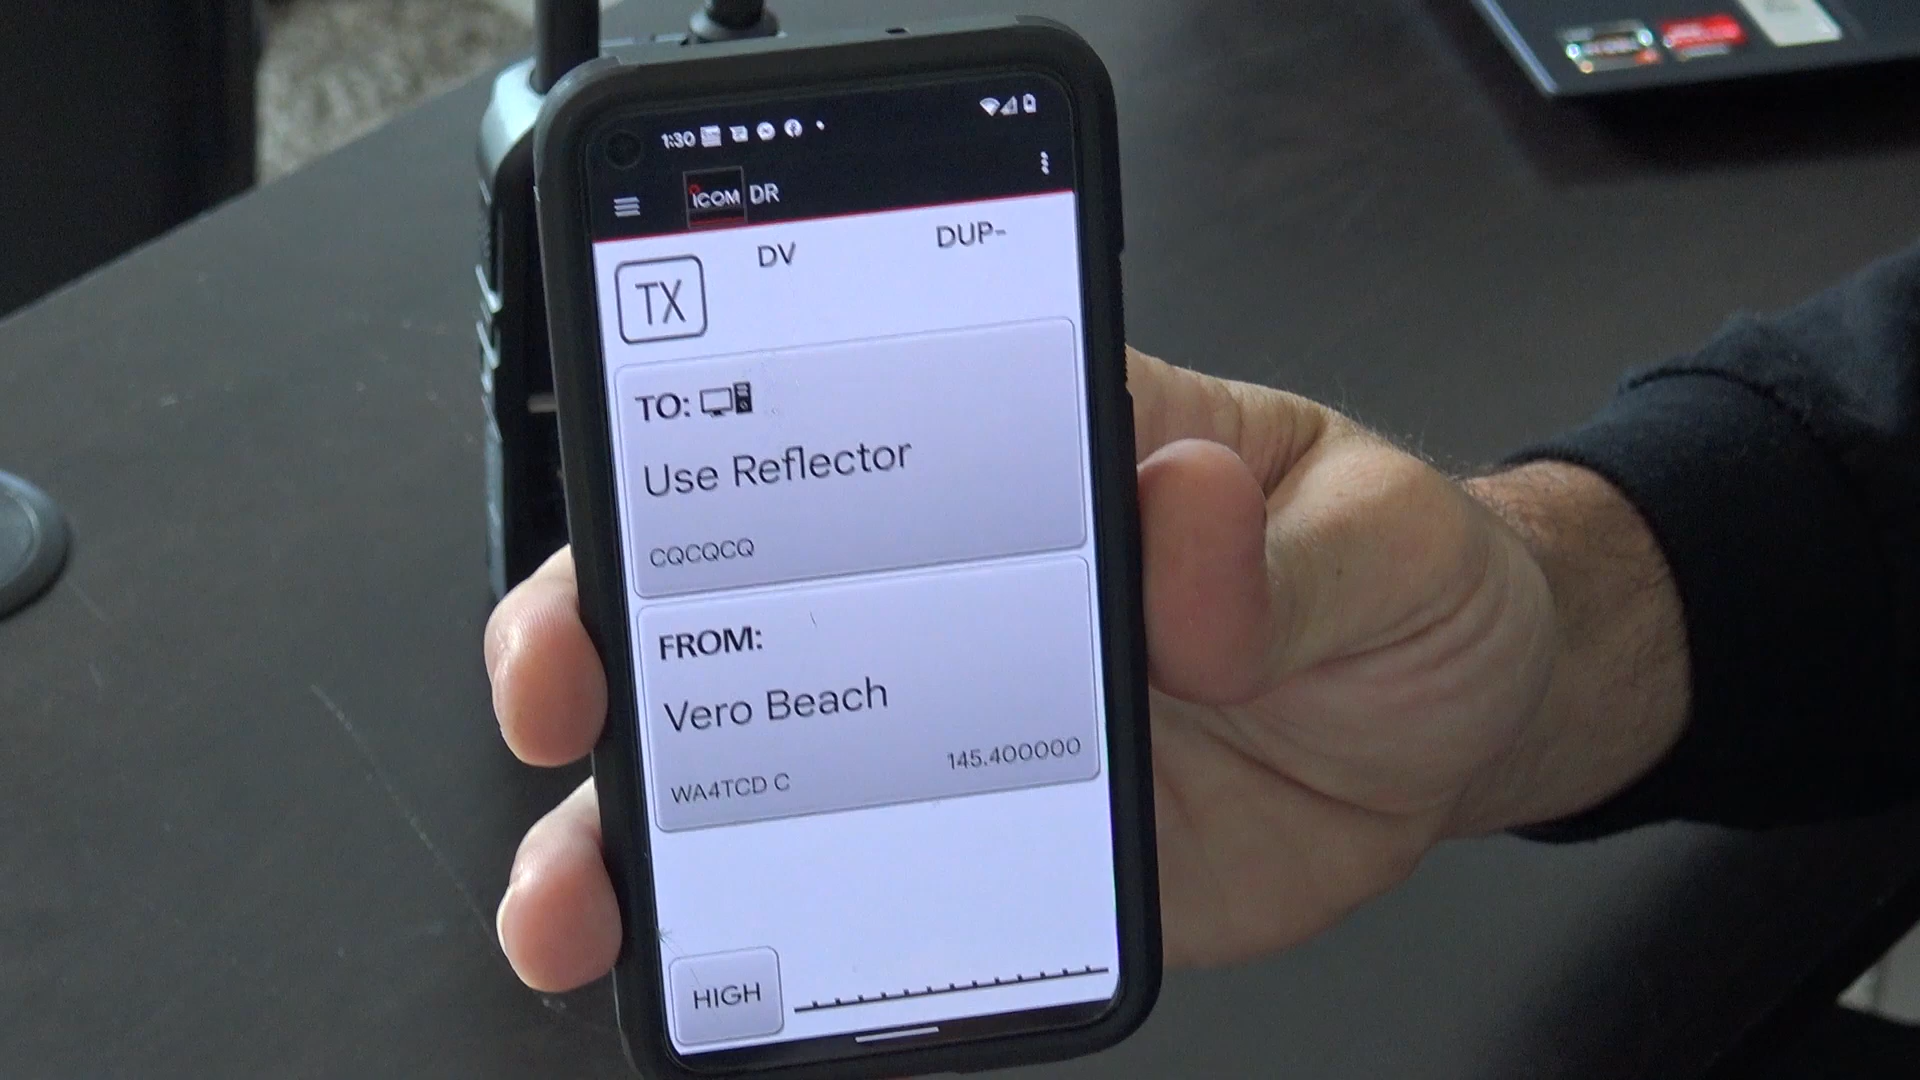 1:30
ICOM DR
DV DUP-
TX
TO:
Use Reflector
CQCQCQ
FROM:
Vero Beach
WA4TCD C 145.400000
HIGH